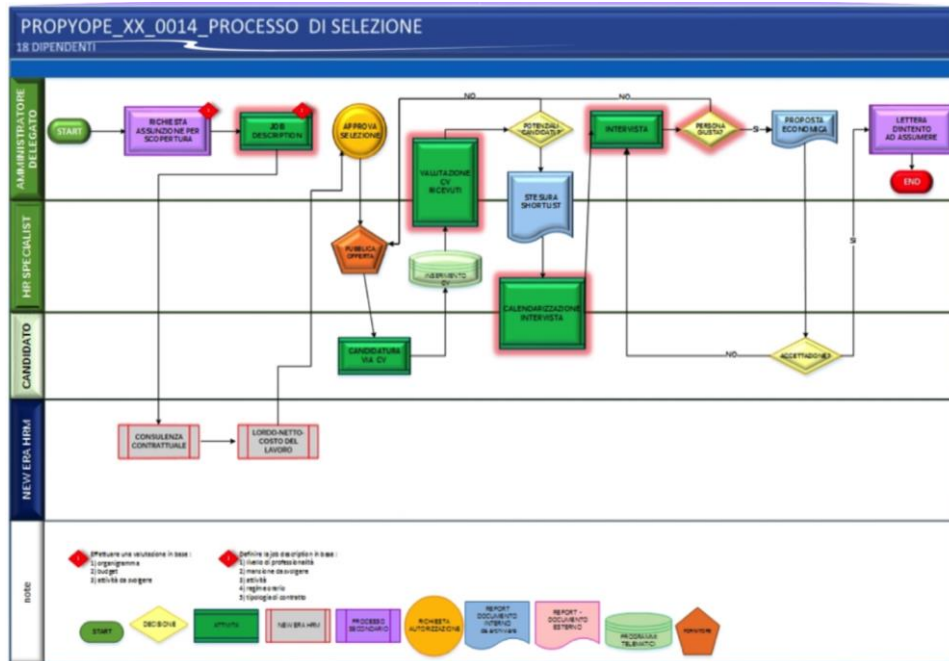 PROPYOPE_XX_0014_PROCESSO DI SELEZIONE
18 DIPENDENTI
AMMINISTRATORE
DELEGATO
START
RICHIESTA
ASSUNZIONE PER
SCOPERTURA
JOB
DESCRIPTION
APPROVA
SELEZIONE
VALUTAZIONE
CV
RICEVUTI
NO
POTENZIALI
CANDIDATI?
NO
INTERVISTA
PERSONA
GIUSTA?
SI
PROPOSTA
ECONOMICA
LETTERA
D'INTENTO
AD ASSUMERE
END
HR SPECIALIST
PUBBLICA
OFFERTA
INSERIMENTO
CV
STESURA
SHORTLIST
CALENDARIZZAZIONE
INTERVISTA
SI
CANDIDATO
CANDIDATURA
VIA CV
NO
ACCETTAZIONE?
NEW ERA HRM
CONSULENZA
CONTRATTUALE
LORDO-NETTO-
COSTO DEL
LAVORO
note
Effettuare una valutazione in base :
1) organigramma
2) budget
3) attività da svolgere
Definire la job description in base :
1) livello di professionalità
2) mansione da svolgere
3) attività
4) regime orario
5) tipologia di contratto
START
DECISIONE
ATTIVITA
NEW ERA HRM
PROCESSO
SECONDARIO
RICHIESTA
AUTORIZZAZIONE
REPORT
DOCUMENTO
INTERNO
da archiviare
REPORT -
DOCUMENTO
ESTERNO
PROGRAMMI
TELEMATICI
FORNITORE